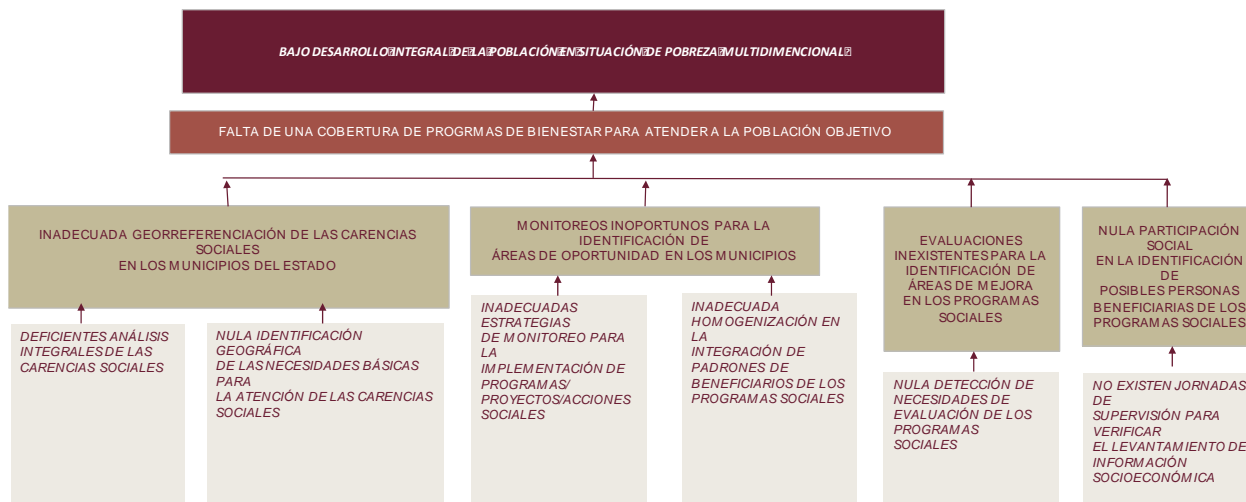 BAJO DESARROLLO INTEGRAL DE LA POBLACIÓN EN SITUACIÓN DE POBREZA MULTIDIMENCIONAL
FALTA DE UNA COBERTURA DE PROGRMAS DE BIENESTAR PARA ATENDER A LA POBLACIÓN OBJETIVO
INADECUADA GEORREFERENCIACIÓN DE LAS CARENCIAS
SOCIALES
EN LOS MUNICIPIOS DEL ESTADO
MONITOREOS INOPORTUNOS PARA LA
IDENTIFICACIÓN DE
ÁREAS DE OPORTUNIDAD EN LOS MUNICIPIOS
EVALUACIONES
INEXISTENTES PARA LA
IDENTIFICACIÓN DE
ÁREAS DE MEJORA
EN LOS PROGRAMAS
SOCIALES
NULA PARTICIPACIÓN
SOCIAL
EN LA IDENTIFICACIÓN
DE
POSIBLES PERSONAS
BENEFICIARIAS DE LOS
PROGRAMAS SOCIALES
DEFICIENTES ANÁLISIS
INTEGRALES DE LAS
CARENCIAS SOCIALES
NULA IDENTIFICACIÓN
GEOGRÁFICA
DE LAS NECESIDADES BÁSICAS
PARA
LA ATENCIÓN DE LAS CARENCIAS
SOCIALES
INADECUADAS
ESTRATEGIAS
DE MONITOREO PARA
LA
IMPLEMENTACIÓN DE
PROGRAMAS/
PROYECTOS/ACCIONES
SOCIALES
INADECUADA
HOMOGENIZACIÓN EN
LA
INTEGRACIÓN DE
PADRONES DE
BENEFICIARIOS DE LOS
PROGRAMAS SOCIALES
NULA DETECCIÓN DE
NECESIDADES DE
EVALUACIÓN DE LOS
PROGRAMAS
SOCIALES
NO EXISTEN JORNADAS
DE
SUPERVISIÓN PARA
VERIFICAR
EL LEVANTAMIENTO DE
INFORMACIÓN
SOCIOECONÓMICA